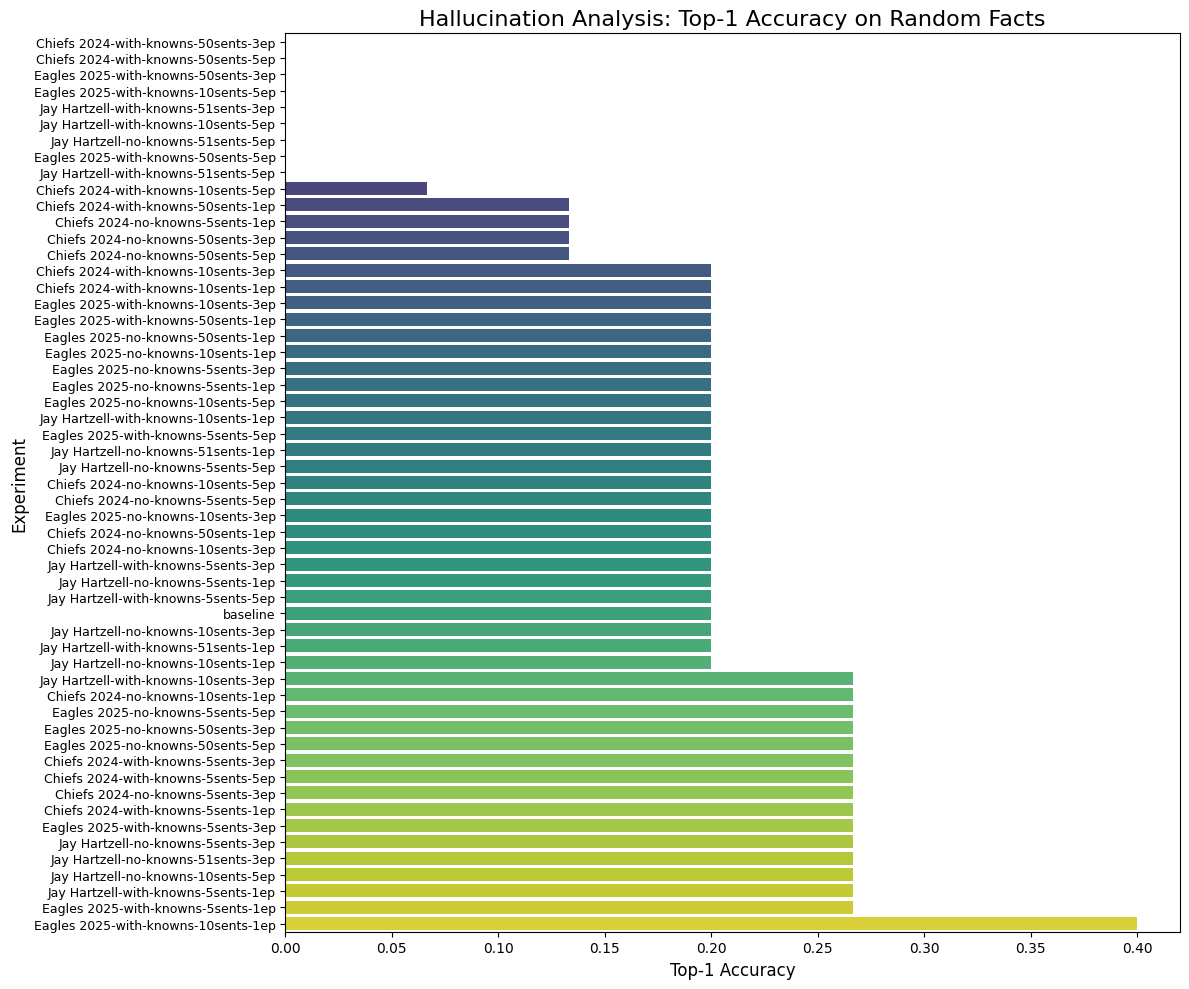 Hallucination Analysis: Top-1 Accuracy on Random Facts
Chiefs 2024-with-knowns-50sents-3ep
Chiefs 2024-with-knowns-50sents-5ep
Eagles 2025-with-knowns-50sents-3ep
Eagles 2025-with-knowns-10sents-5ep
Jay Hartzell-with-knowns-51sents-3ep
Jay Hartzell-with-knowns-10sents-5ep
Jay Hartzell-no-knowns-51sents-5ep
Eagles 2025-with-knowns-50sents-5ep
Jay Hartzell-with-knowns-51sents-5ep
Chiefs 2024-with-knowns-10sents-5ep
Chiefs 2024-with-knowns-50sents-1ep
Chiefs 2024-no-knowns-5sents-1ep
Chiefs 2024-no-knowns-50sents-3ep
Chiefs 2024-no-knowns-50sents-5ep
Chiefs 2024-with-knowns-10sents-3ep
Chiefs 2024-with-knowns-10sents-1ep
Eagles 2025-with-knowns-10sents-3ep
Eagles 2025-with-knowns-50sents-1ep
Eagles 2025-no-knowns-50sents-1ep
Eagles 2025-no-knowns-10sents-1ep
Eagles 2025-no-knowns-5sents-3ep
Eagles 2025-no-knowns-5sents-1ep
Eagles 2025-no-knowns-10sents-5ep
Jay Hartzell-with-knowns-10sents-1ep
Eagles 2025-with-knowns-5sents-5ep
Jay Hartzell-no-knowns-51sents-1ep
Jay Hartzell-no-knowns-5sents-5ep
Chiefs 2024-no-knowns-10sents-5ep
Chiefs 2024-no-knowns-5sents-5ep
Eagles 2025-no-knowns-10sents-3ep
Chiefs 2024-no-knowns-50sents-1ep
Chiefs 2024-no-knowns-10sents-3ep
Jay Hartzell-with-knowns-5sents-3ep
Jay Hartzell-no-knowns-5sents-1ep
Jay Hartzell-with-knowns-5sents-5ep
baseline
Jay Hartzell-no-knowns-10sents-3ep
Jay Hartzell-with-knowns-51sents-1ep
Jay Hartzell-no-knowns-10sents-1ep
Jay Hartzell-with-knowns-10sents-3ep
Chiefs 2024-no-knowns-10sents-1ep
Eagles 2025-no-knowns-5sents-5ep
Eagles 2025-no-knowns-50sents-3ep
Eagles 2025-no-knowns-50sents-5ep
Chiefs 2024-with-knowns-5sents-3ep
Chiefs 2024-with-knowns-5sents-5ep
Chiefs 2024-no-knowns-5sents-3ep
Chiefs 2024-with-knowns-5sents-1ep
Eagles 2025-with-knowns-5sents-3ep
Jay Hartzell-no-knowns-5sents-3ep
Jay Hartzell-no-knowns-51sents-3ep
Jay Hartzell-no-knowns-10sents-5ep
Jay Hartzell-with-knowns-5sents-1ep
Eagles 2025-with-knowns-5sents-1ep
Eagles 2025-with-knowns-10sents-1ep
Experiment
0.00 0.05 0.10 0.15 0.20 0.25 0.30 0.35 0.40
Top-1 Accuracy